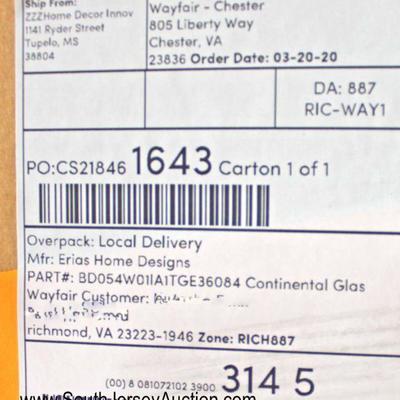 Ship From:
ZZZHome Decor Innov
1141 Ryder Street
Tupelo, MS
38804
Wayfair - Chester
805 Liberty Way
Chester, VA
23836 Order Date: 03-20-20
DA: 887
RIC-WAY1
PO:CS21846 1643 Carton 1 of 1
Overpack: Local Delivery
Mfr: Erias Home Designs
PART#: BD054W01IA1TGE36084 Continental Glas
Wayfair Customer:
richmond, VA 23223-1946 Zone: RICH887
(00) 8 081072102 3900 314 5
www.SouthJerseyAuction.com